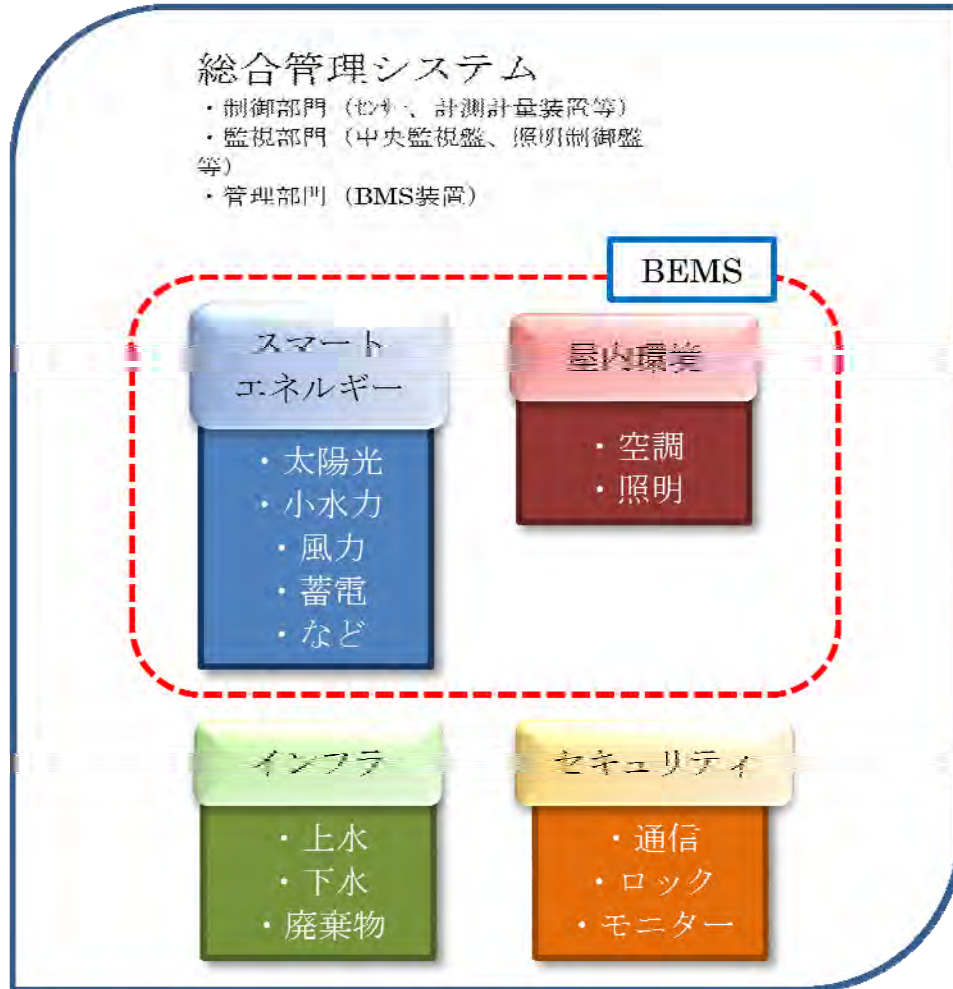 総合管理システム
・制御部門（ｾﾝｻｰ、計測計量装置等）
・監視部門（中央監視盤、照明制御盤
等）
・管理部門（BMS装置）
BEMS
スマート
エネルギー
・太陽光
・小水力
・風力
・蓄電
・など
屋内環境
・空調
・照明
インフラ
・上水
・下水
・廃棄物
セキュリティ
・通信
・ロック
・モニター